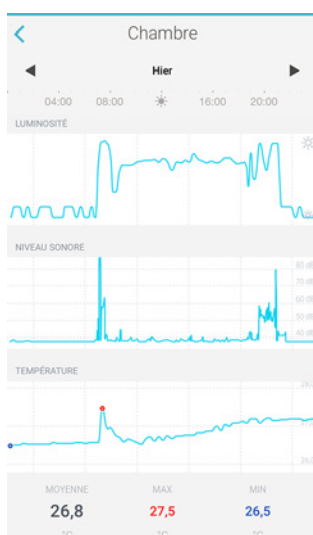 Chambre
Hier
04:00 08:00 16:00 20:00
LUMINOSITÉ
NIVEAU SONORE
80 dB
70 dB
60 dB
50 dB
40 dB
TEMPÉRATURE
MOYENNE MAX MIN
26,8 27,5 26,5
°C °C °C